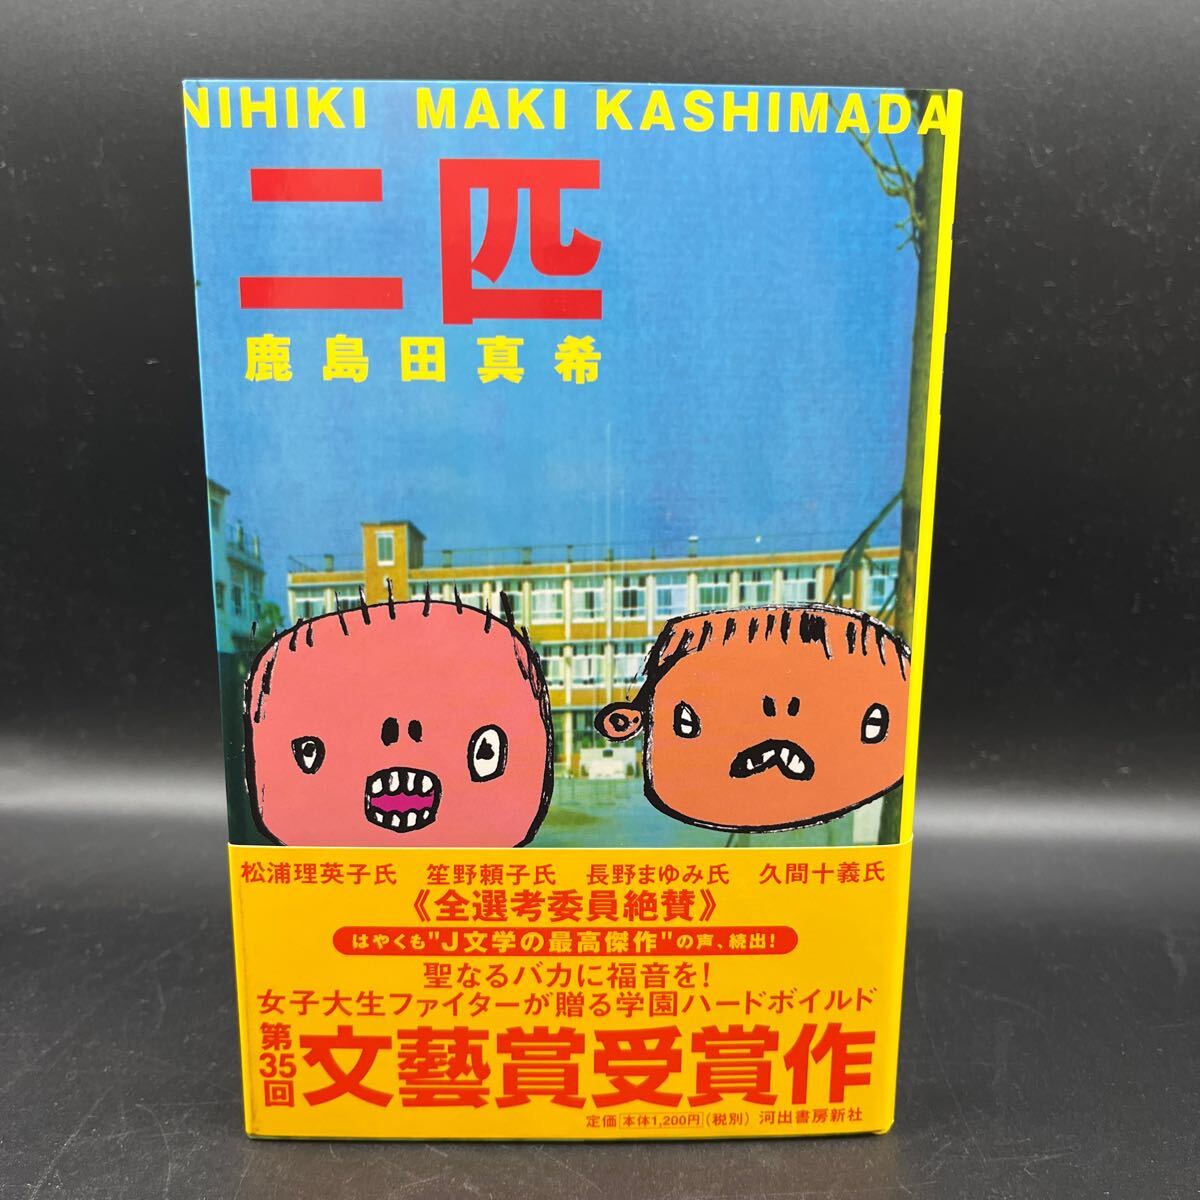 NIHIKI MAKI KASHIMADA
二匹
鹿島田真希
松浦理英子氏 笙野頼子氏 長野まゆみ氏 久間十義氏
《全選考委員絶賛》
はやくも"J文学の最高傑作"の声、続出!
聖なるバカに福音を!
女子大生ファイターが贈る学園ハードボイルド
第35回 文藝賞受賞作
定価 本体1,200円 (税別) 河出書房新社